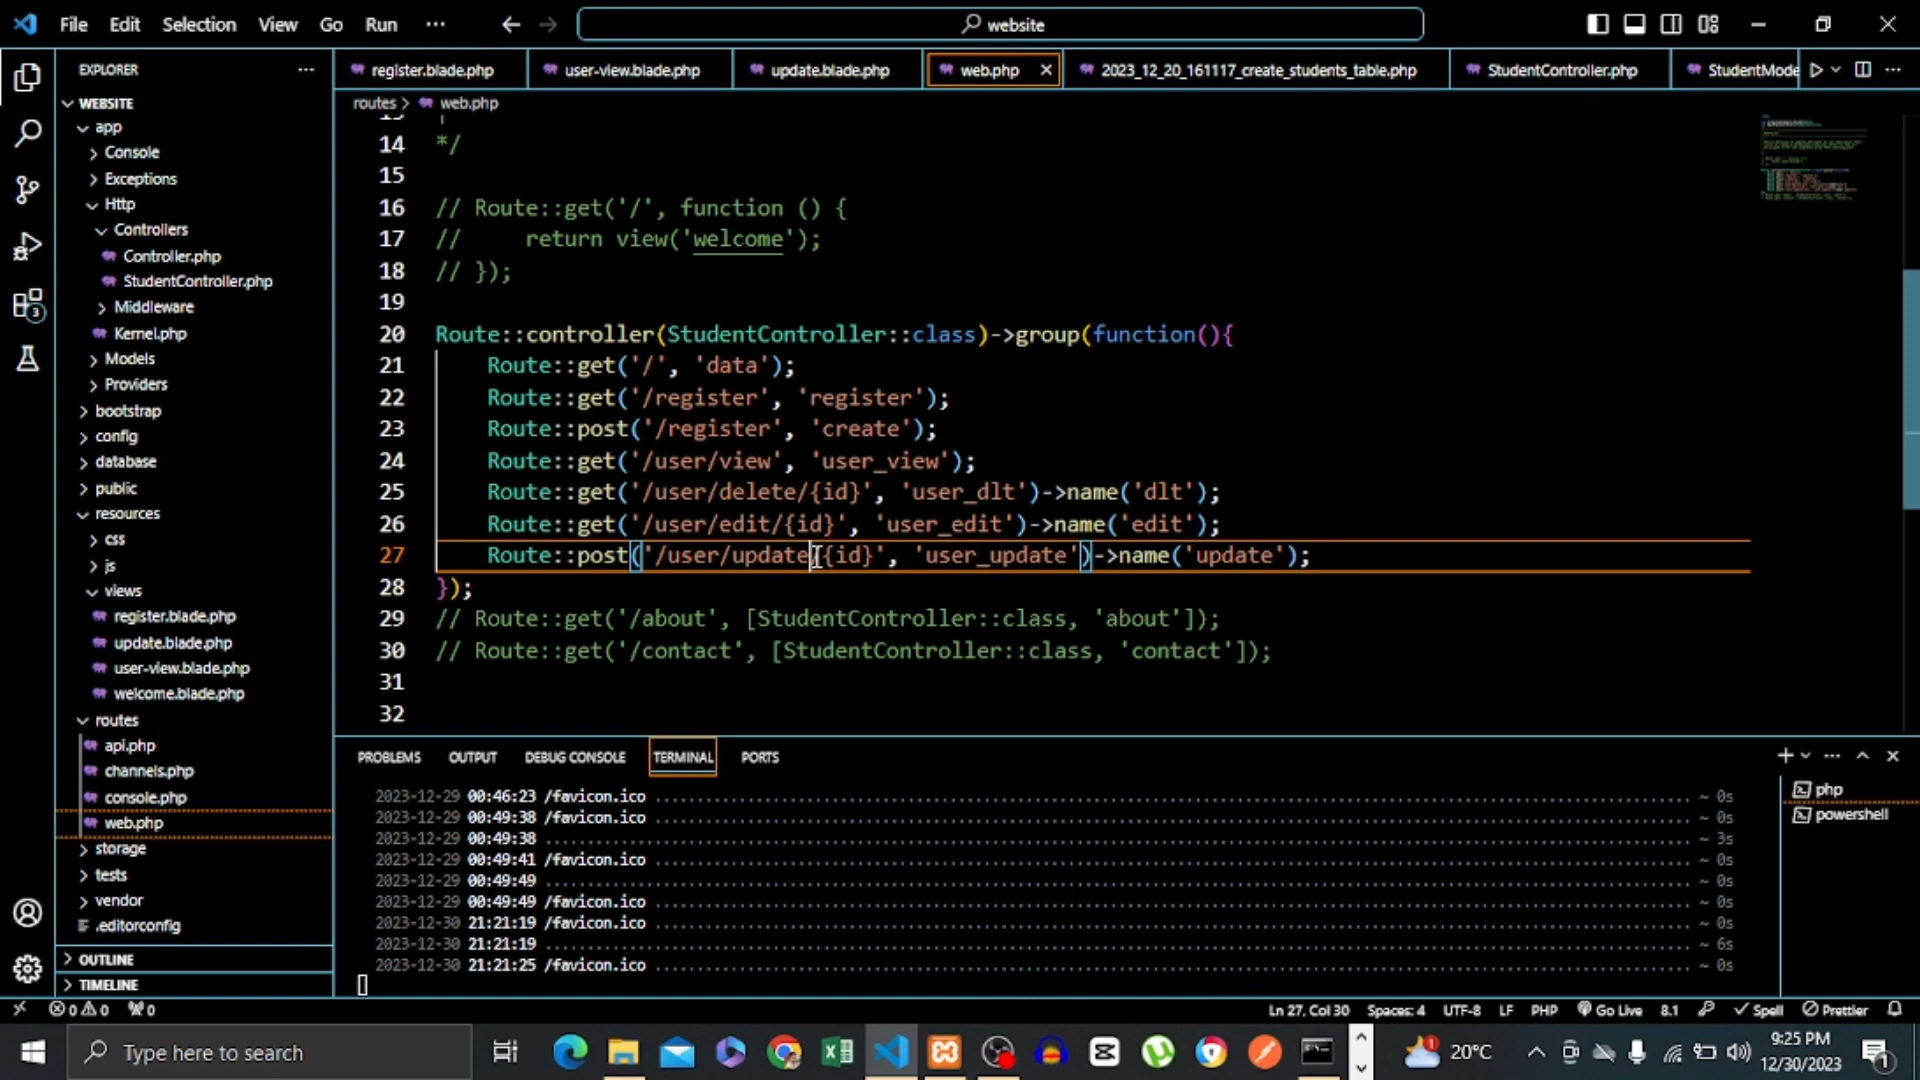 File Edit Selection View Go Run ··· ← → website
EXPLORER ···
WEBSITE
app
Console
Exceptions
Http
Controllers
Controller.php
StudentController.php
Middleware
Kernel.php
Models
Providers
bootstrap
config
database
public
resources
css
js
views
register.blade.php
update.blade.php
user-view.blade.php
welcome.blade.php
routes
api.php
channels.php
console.php
web.php
storage
tests
vendor
.editorconfig
OUTLINE
TIMELINE
register.blade.php user-view.blade.php update.blade.php web.php 2023_12_20_161117_create_students_table.php StudentController.php StudentMode
routes > web.php
14 */
15
16 // Route::get('/', function () {
17 //     return view('welcome');
18 // });
19
20 Route::controller(StudentController::class)->group(function(){
21     Route::get('/', 'data');
22     Route::get('/register', 'register');
23     Route::post('/register', 'create');
24     Route::get('/user/view', 'user_view');
25     Route::get('/user/delete/{id}', 'user_dlt')->name('dlt');
26     Route::get('/user/edit/{id}', 'user_edit')->name('edit');
27     Route::post('/user/update/{id}', 'user_update')->name('update');
28 });
29 // Route::get('/about', [StudentController::class, 'about']);
30 // Route::get('/contact', [StudentController::class, 'contact']);
31
32
PROBLEMS OUTPUT DEBUG CONSOLE TERMINAL PORTS
2023-12-29 00:46:23 /favicon.ico ~ 0s
2023-12-29 00:49:38 /favicon.ico ~ 0s
2023-12-29 00:49:38 ~ 3s
2023-12-29 00:49:41 /favicon.ico ~ 0s
2023-12-29 00:49:49 ~ 0s
2023-12-29 00:49:49 /favicon.ico ~ 0s
2023-12-30 21:21:19 /favicon.ico ~ 0s
2023-12-30 21:21:19 ~ 6s
2023-12-30 21:21:25 /favicon.ico ~ 0s
php
powershell
0 0 0 Ln 27, Col 30 Spaces: 4 UTF-8 LF PHP Go Live 8.1 Spell Prettier
Type here to search
20°C
9:25 PM
12/30/2023